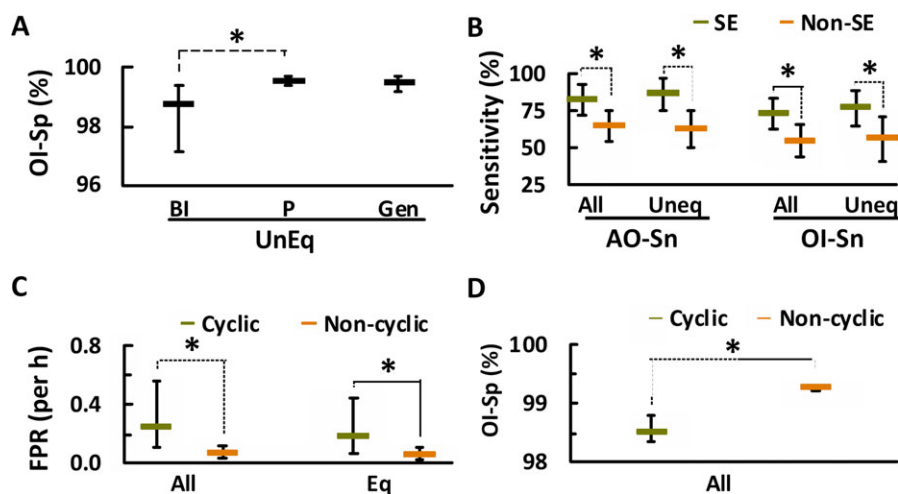 A
*
OI-Sp (%)
100
98
96
BI
P
Gen
UnEq
B
SE
Non-SE
Sensitivity (%)
100
75
50
25
*
*
*
*
All
Uneq
All
Uneq
AO-Sn
OI-Sn
C
Cyclic
Non-cyclic
FPR (per h)
0.8
0.4
0.0
*
*
All
Eq
D
Cyclic
Non-cyclic
OI-Sp (%)
100
99
98
*
All